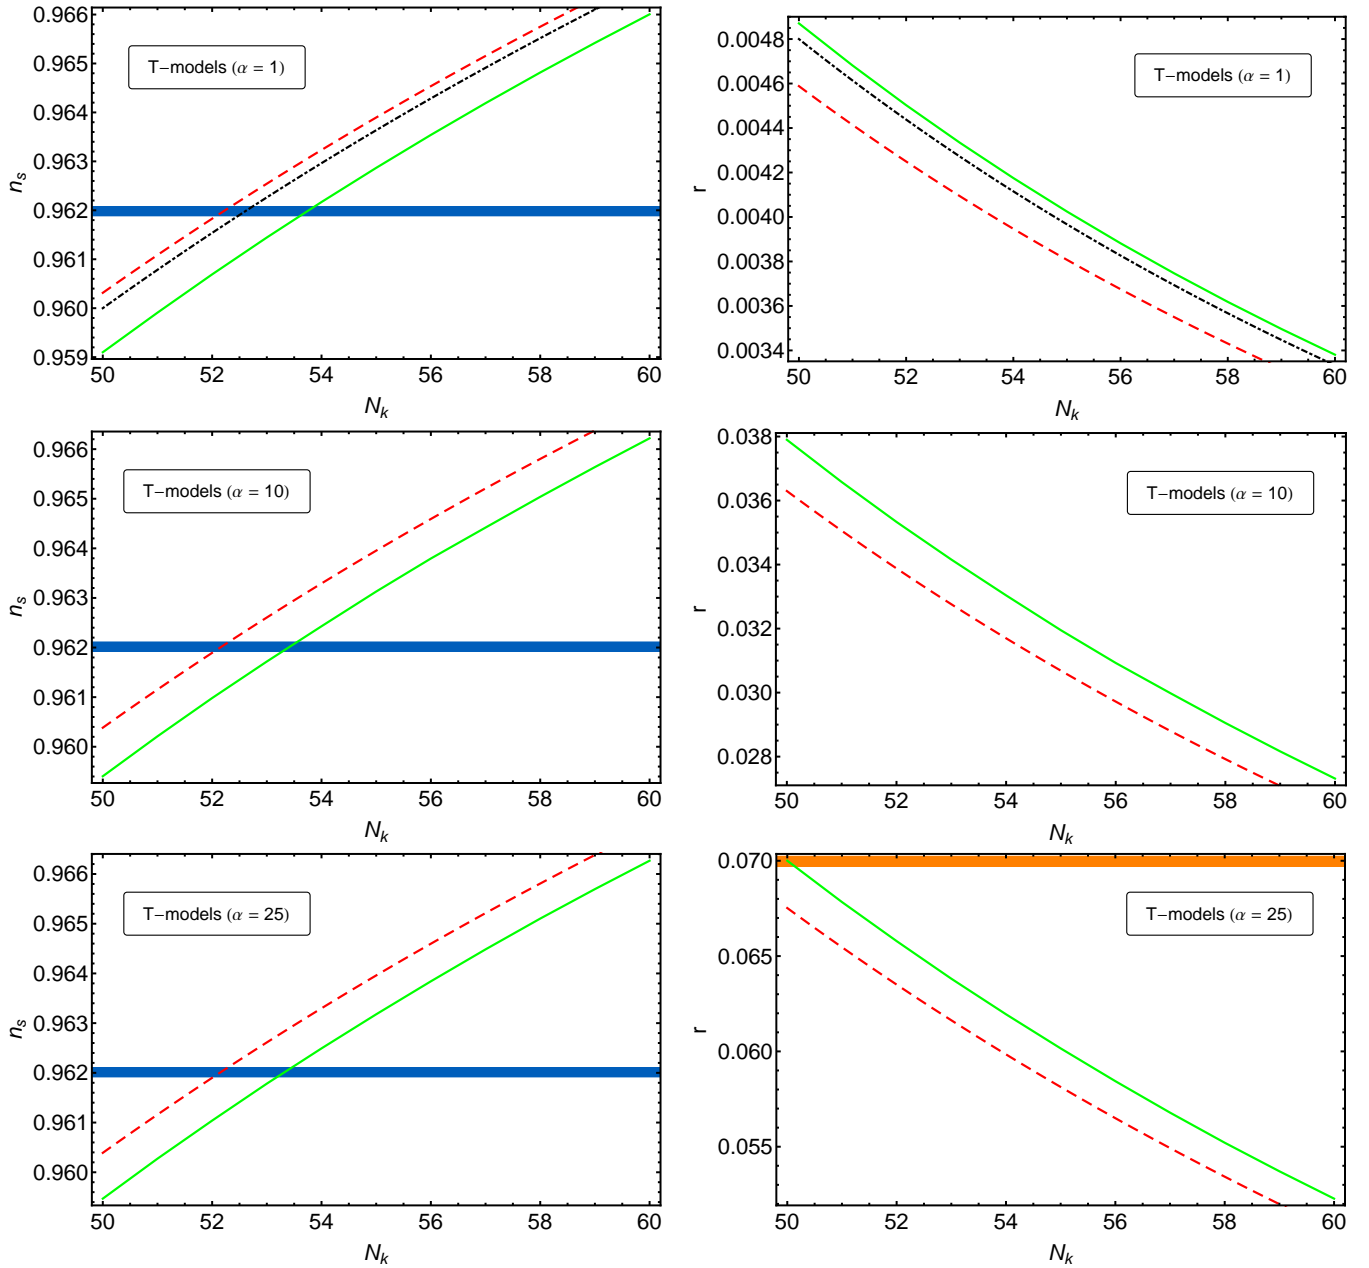 0.966
0.965
0.964
0.963
0.962
0.961
0.960
0.959
n_s
T−models (α = 1)
50 52 54 56 58 60
N_k
0.0048
0.0046
0.0044
0.0042
0.0040
0.0038
0.0036
0.0034
r
T−models (α = 1)
50 52 54 56 58 60
N_k
0.966
0.965
0.964
0.963
0.962
0.961
0.960
n_s
T−models (α = 10)
50 52 54 56 58 60
N_k
0.038
0.036
0.034
0.032
0.030
0.028
r
T−models (α = 10)
50 52 54 56 58 60
N_k
0.966
0.965
0.964
0.963
0.962
0.961
0.960
n_s
T−models (α = 25)
50 52 54 56 58 60
N_k
0.070
0.065
0.060
0.055
r
T−models (α = 25)
50 52 54 56 58 60
N_k